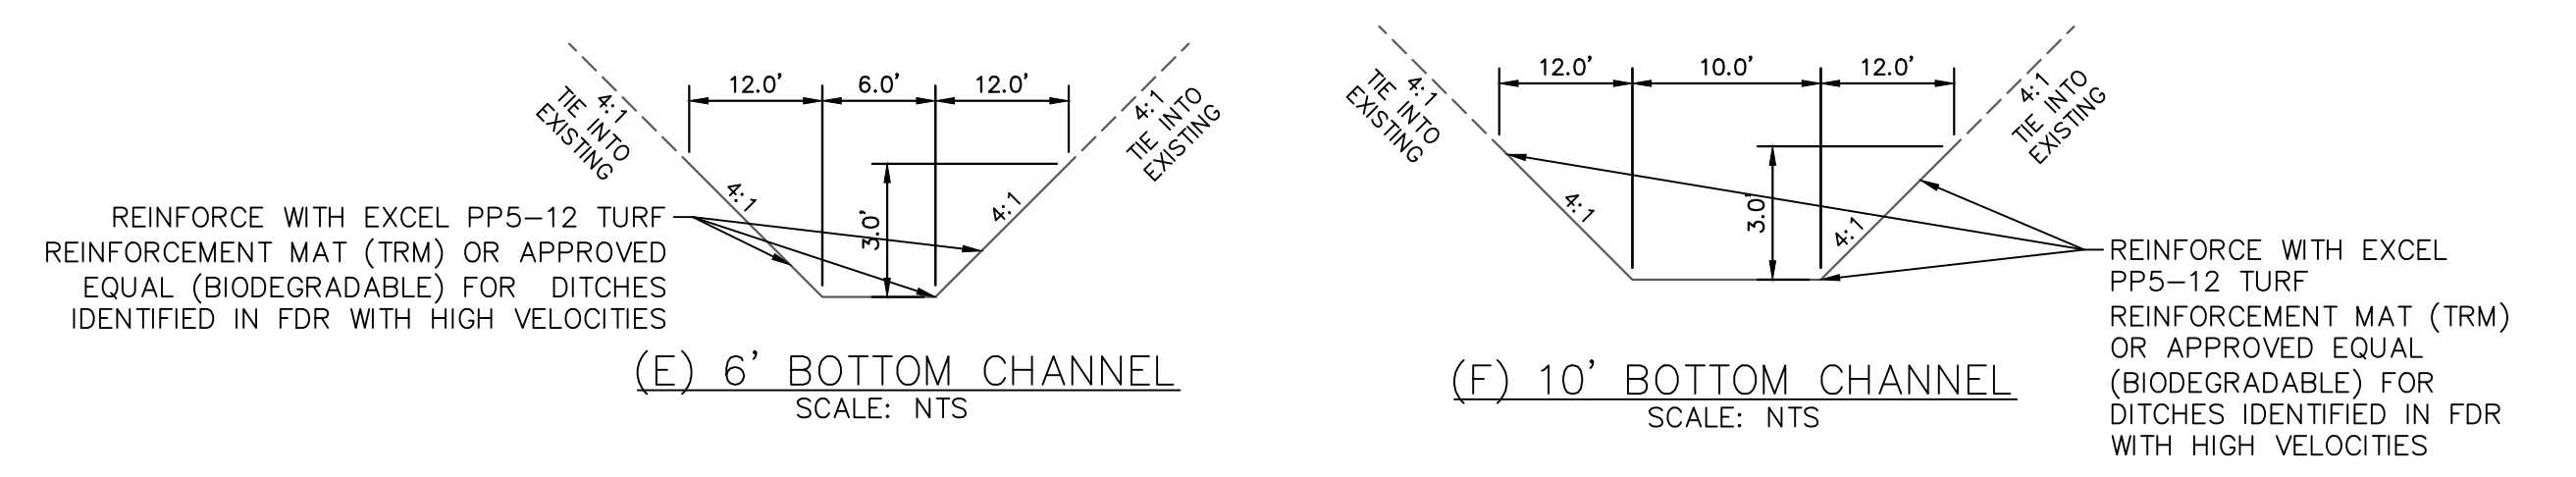 12.0'
6.0'
12.0'
4:1
TIE INTO
EXISTING
4:1
TIE INTO
EXISTING
4:1
3.0'
4:1
REINFORCE WITH EXCEL PP5-12 TURF
REINFORCEMENT MAT (TRM) OR APPROVED
EQUAL (BIODEGRADABLE) FOR DITCHES
IDENTIFIED IN FDR WITH HIGH VELOCITIES
(E) 6' BOTTOM CHANNEL
SCALE: NTS
12.0'
10.0'
12.0'
4:1
TIE INTO
EXISTING
4:1
TIE INTO
EXISTING
4:1
3.0'
4:1
REINFORCE WITH EXCEL
PP5-12 TURF
REINFORCEMENT MAT (TRM)
OR APPROVED EQUAL
(BIODEGRADABLE) FOR
DITCHES IDENTIFIED IN FDR
WITH HIGH VELOCITIES
(F) 10' BOTTOM CHANNEL
SCALE: NTS